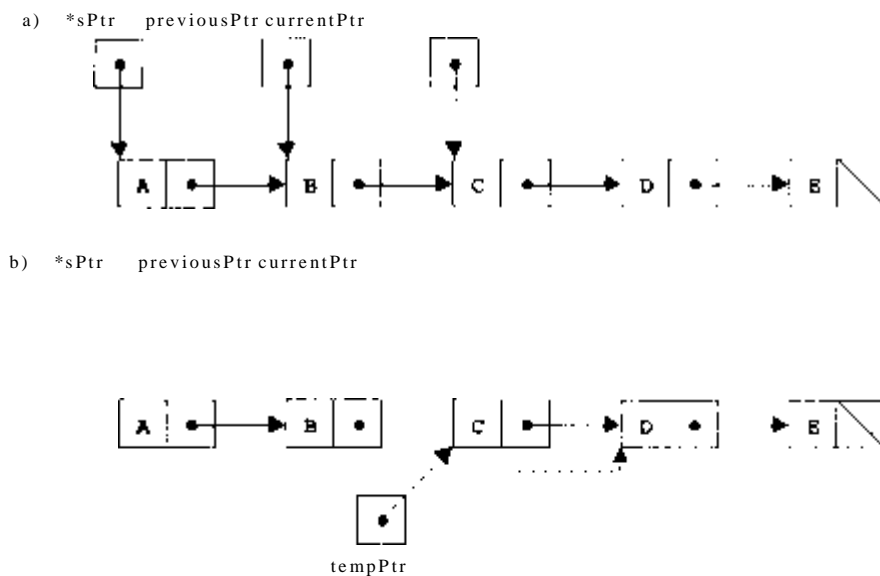 a) *sPtr previousPtr currentPtr
A B C D E
b) *sPtr previousPtr currentPtr
A B C D E
tempPtr